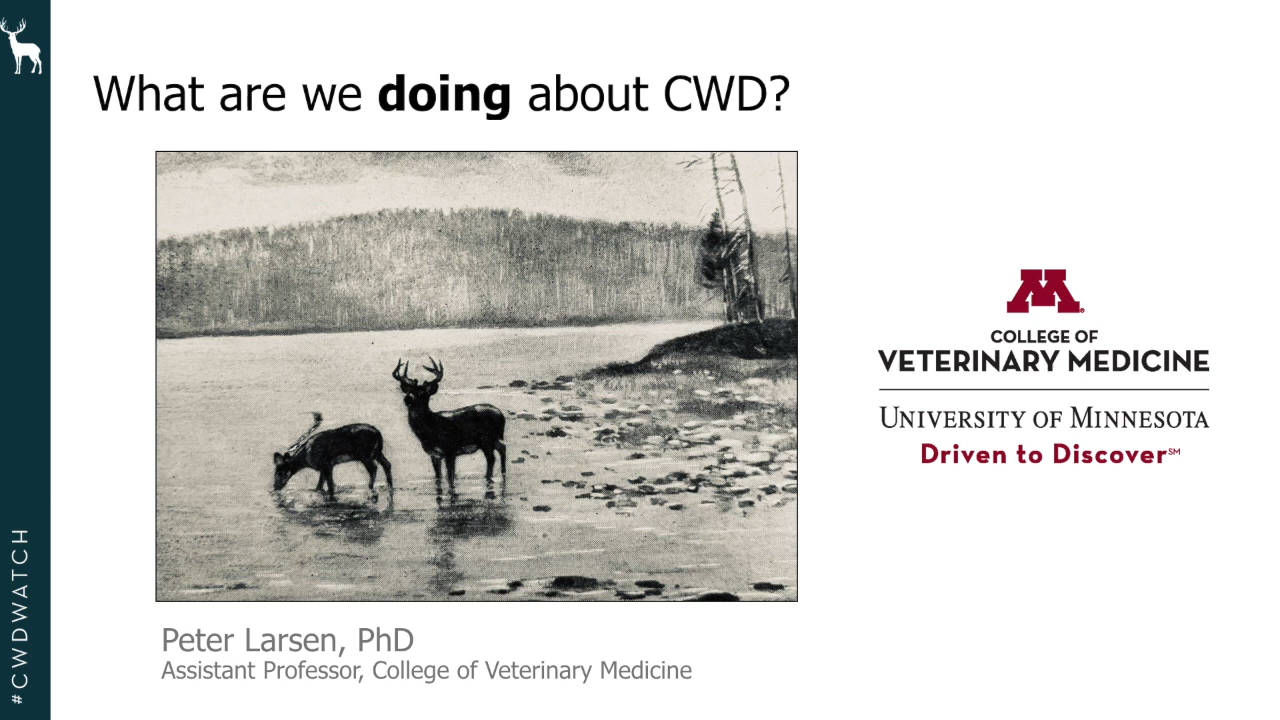 What are we doing about CWD?
M
COLLEGE OF
VETERINARY MEDICINE
UNIVERSITY OF MINNESOTA
Driven to Discover℠
Peter Larsen, PhD
Assistant Professor, College of Veterinary Medicine
#CWDWATCH